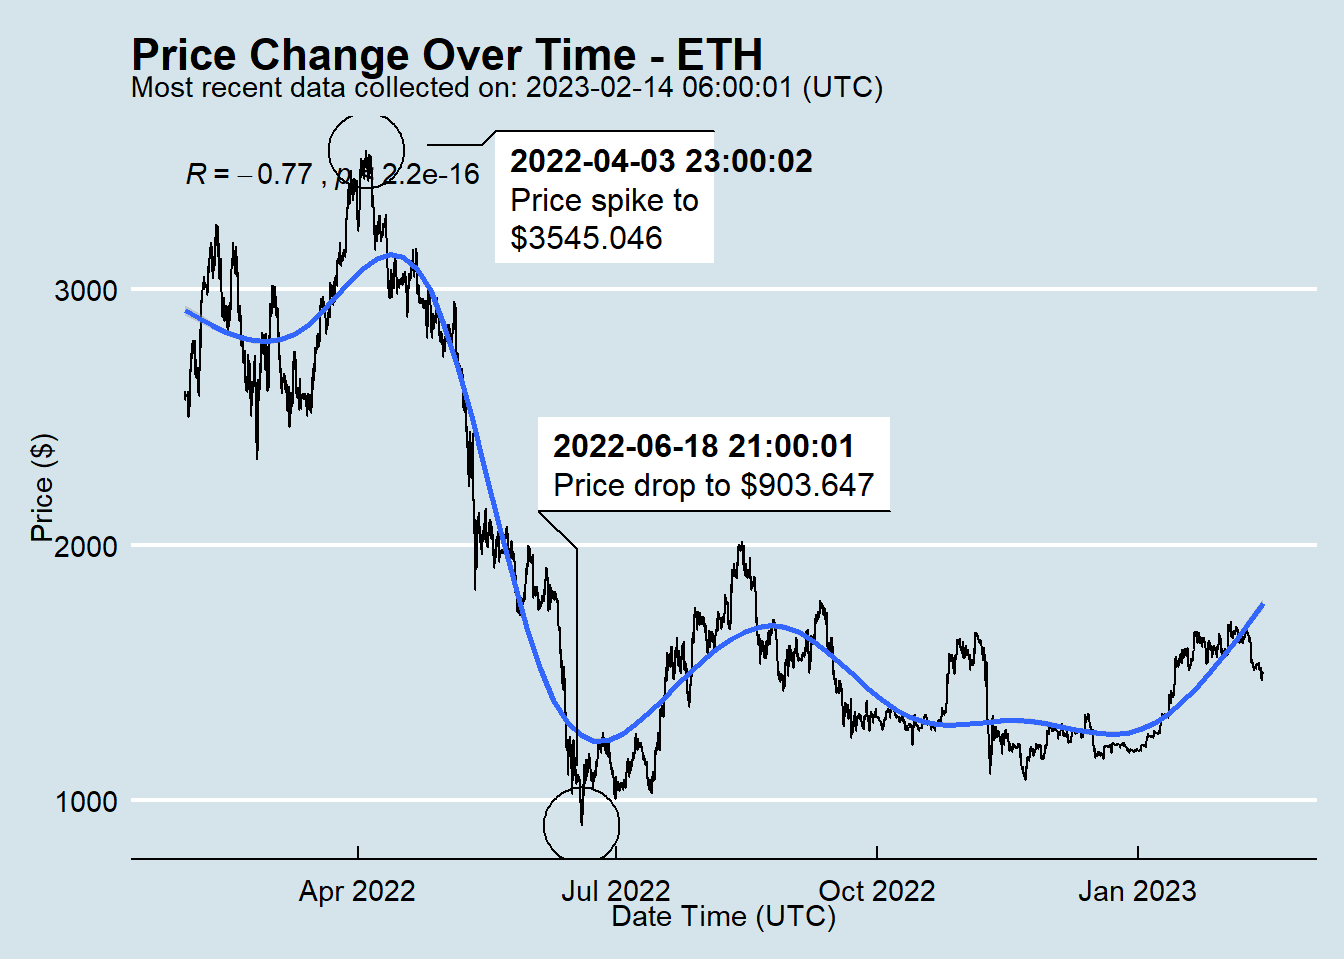 Price Change Over Time - ETH
Most recent data collected on: 2023-02-14 06:00:01 (UTC)
R = −0.77 , p < 2.2e-16
2022-04-03 23:00:02
Price spike to
$3545.046
3000
2022-06-18 21:00:01
Price drop to $903.647
Price ($)
2000
1000
Apr 2022
Jul 2022
Oct 2022
Jan 2023
Date Time (UTC)